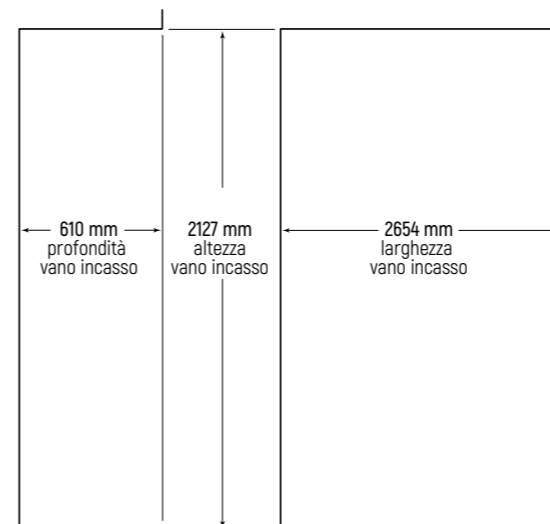 610 mm
profondità
vano incasso
2127 mm
altezza
vano incasso
2654 mm
larghezza
vano incasso